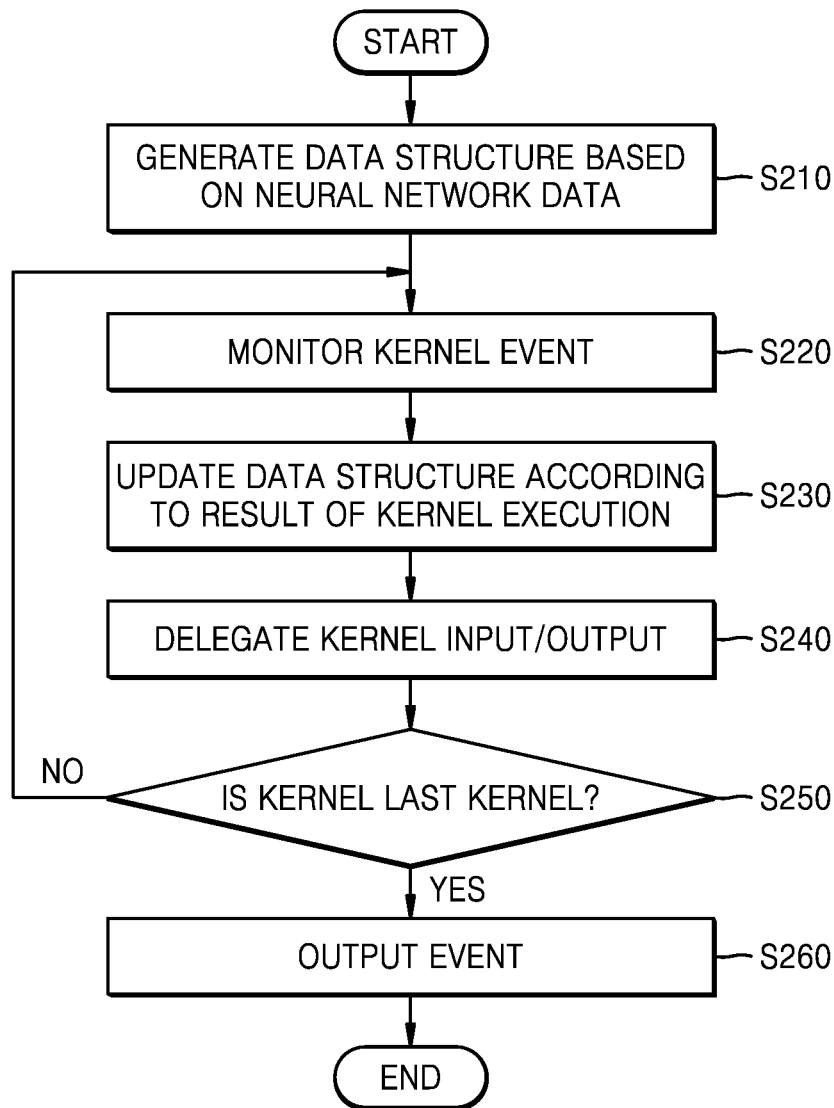 START
GENERATE DATA STRUCTURE BASED
ON NEURAL NETWORK DATA
S210
MONITOR KERNEL EVENT
S220
UPDATE DATA STRUCTURE ACCORDING
TO RESULT OF KERNEL EXECUTION
S230
DELEGATE KERNEL INPUT/OUTPUT
S240
NO
IS KERNEL LAST KERNEL?
S250
YES
OUTPUT EVENT
S260
END